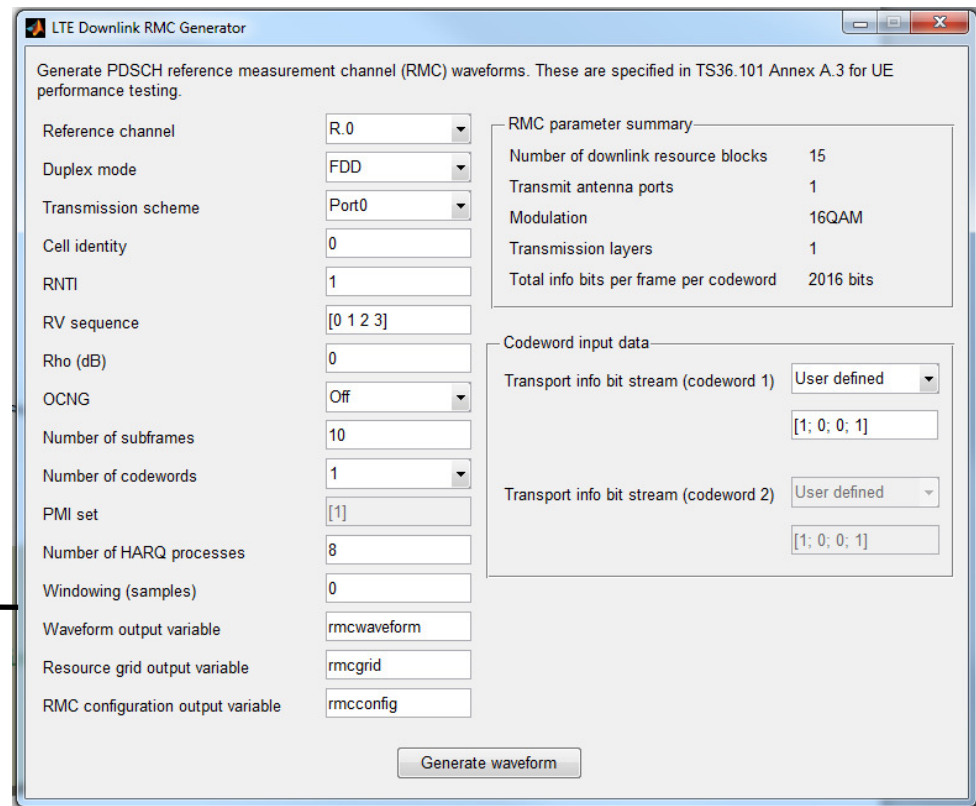 LTE Downlink RMC Generator
Generate PDSCH reference measurement channel (RMC) waveforms. These are specified in TS36.101 Annex A.3 for UE
performance testing.
Reference channel R.0
Duplex mode FDD
Transmission scheme Port0
Cell identity 0
RNTI 1
RV sequence [0 1 2 3]
Rho (dB) 0
OCNG Off
Number of subframes 10
Number of codewords 1
PMI set [1]
Number of HARQ processes 8
Windowing (samples) 0
Waveform output variable rmcwaveform
Resource grid output variable rmcgrid
RMC configuration output variable rmcconfig
RMC parameter summary
Number of downlink resource blocks 15
Transmit antenna ports 1
Modulation 16QAM
Transmission layers 1
Total info bits per frame per codeword 2016 bits
Codeword input data
Transport info bit stream (codeword 1) User defined
[1; 0; 0; 1]
Transport info bit stream (codeword 2) User defined
[1; 0; 0; 1]
Generate waveform